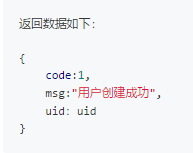 返回数据如下:
{
    code:1,
    msg:"用户创建成功",
    uid: uid
}